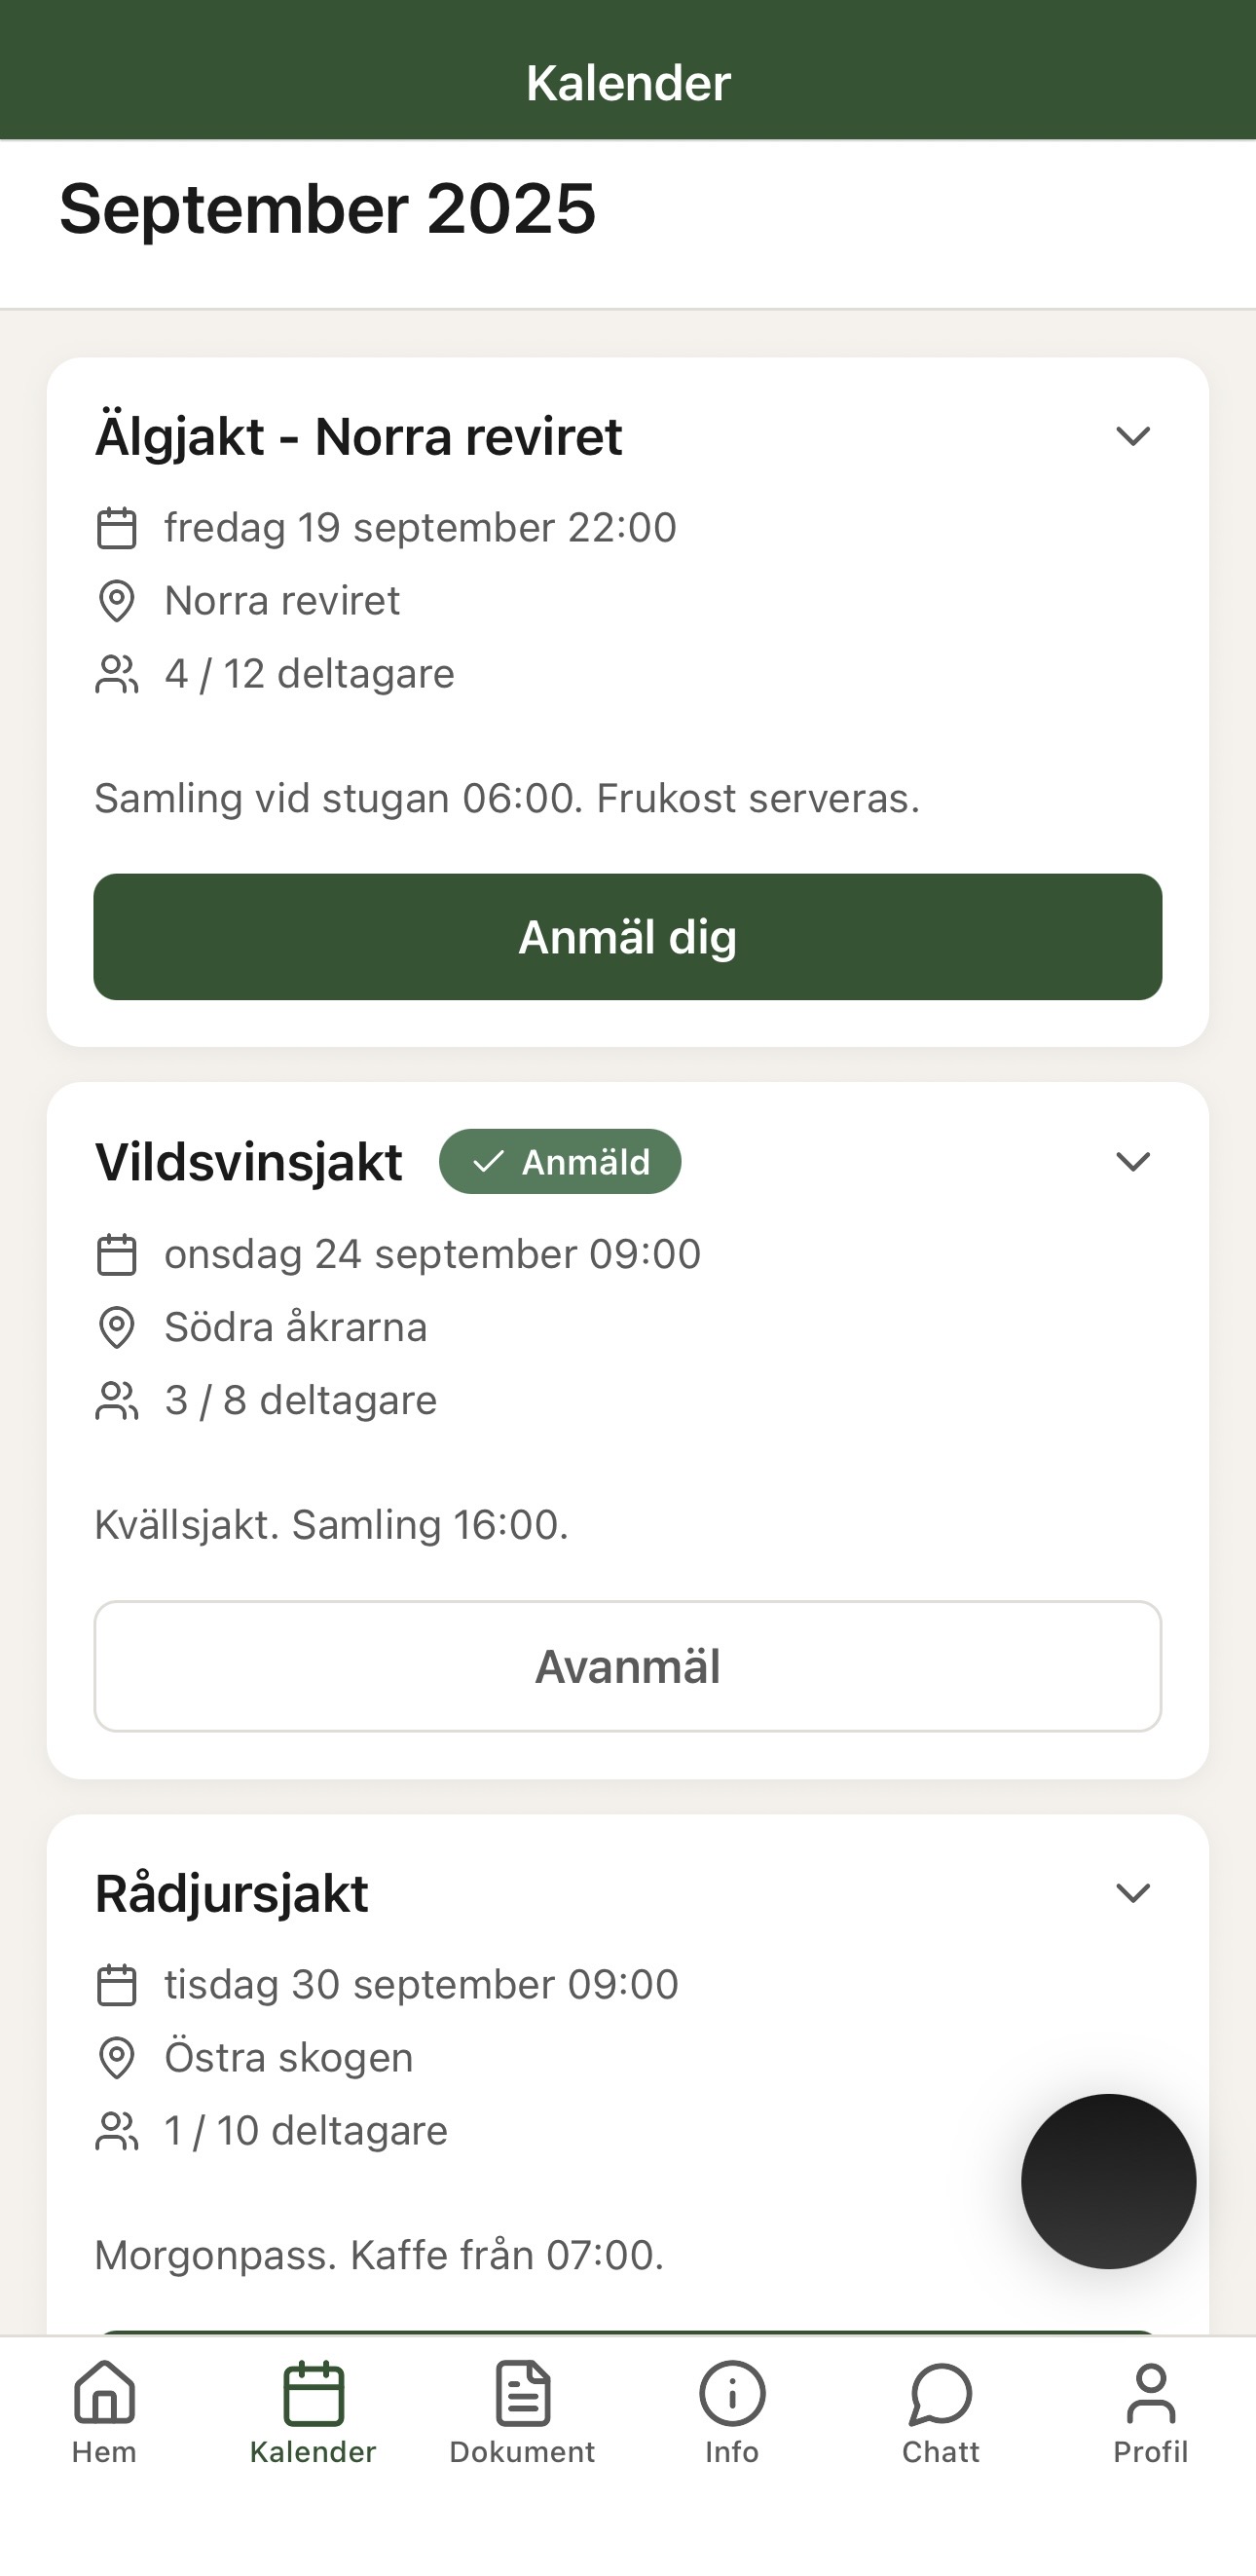 Kalender
September 2025
Älgjakt - Norra reviret
fredag 19 september 22:00
Norra reviret
4 / 12 deltagare
Samling vid stugan 06:00. Frukost serveras.
Anmäl dig
Vildsvinsjakt
Anmäld
onsdag 24 september 09:00
Södra åkrarna
3 / 8 deltagare
Kvällsjakt. Samling 16:00.
Avanmäl
Rådjursjakt
tisdag 30 september 09:00
Östra skogen
1 / 10 deltagare
Morgonpass. Kaffe från 07:00.
Hem
Kalender
Dokument
Info
Chatt
Profil